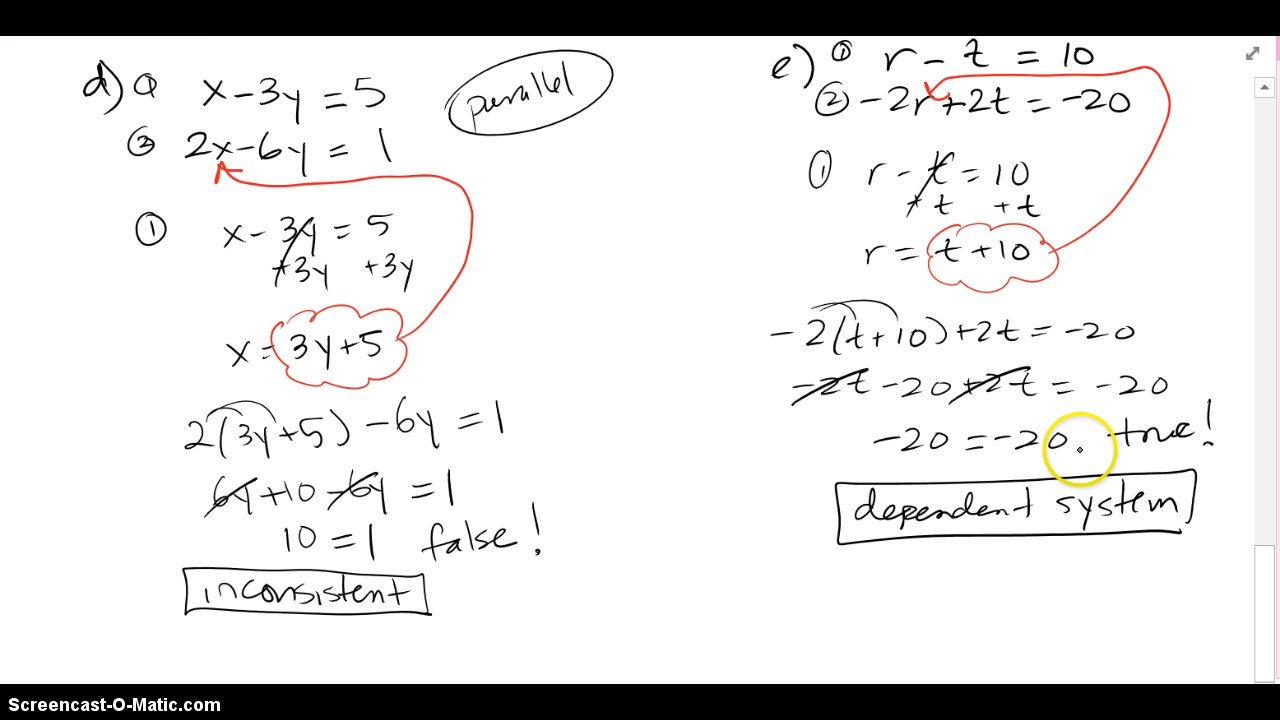 d) ① x - 3y = 5
② 2x - 6y = 1
parallel
① x - 3y = 5
+3y +3y
x = 3y + 5
2(3y + 5) - 6y = 1
6y + 10 - 6y = 1
10 = 1 false!
inconsistent
e) ① r - t = 10
② -2r + 2t = -20
① r - t = 10
+t +t
r = t + 10
-2(t + 10) + 2t = -20
-2t - 20 + 2t = -20
-20 = -20. true!
dependent system
Screencast-O-Matic.com